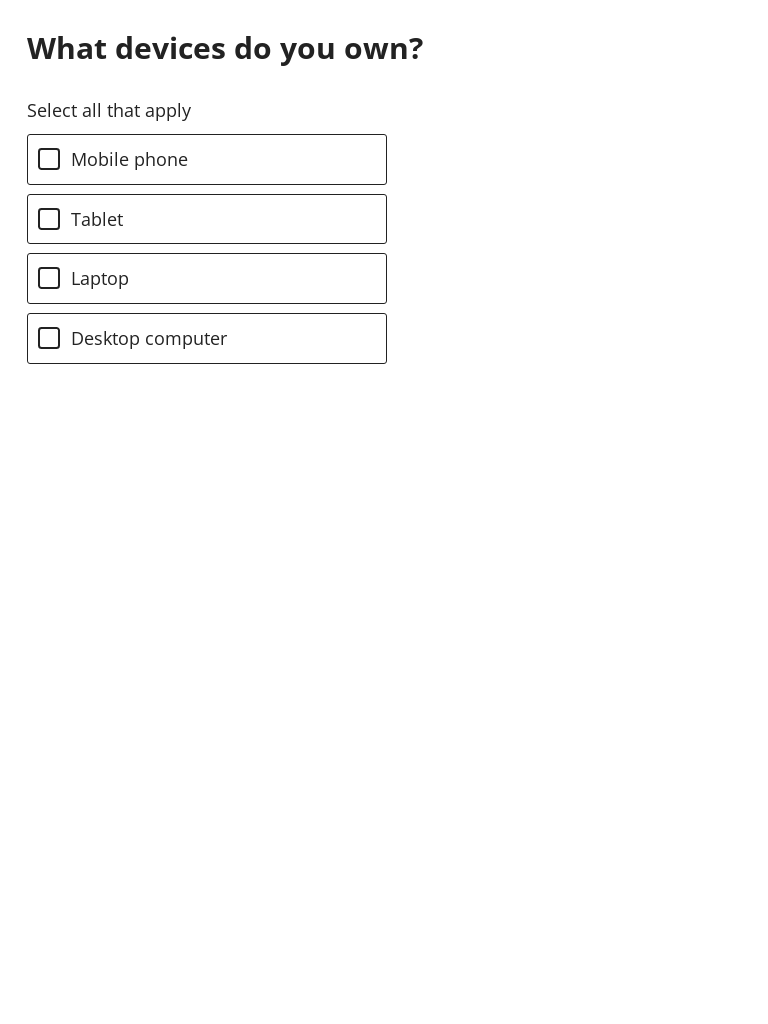 What devices do you own?
Select all that apply
Mobile phone
Tablet
Laptop
Desktop computer